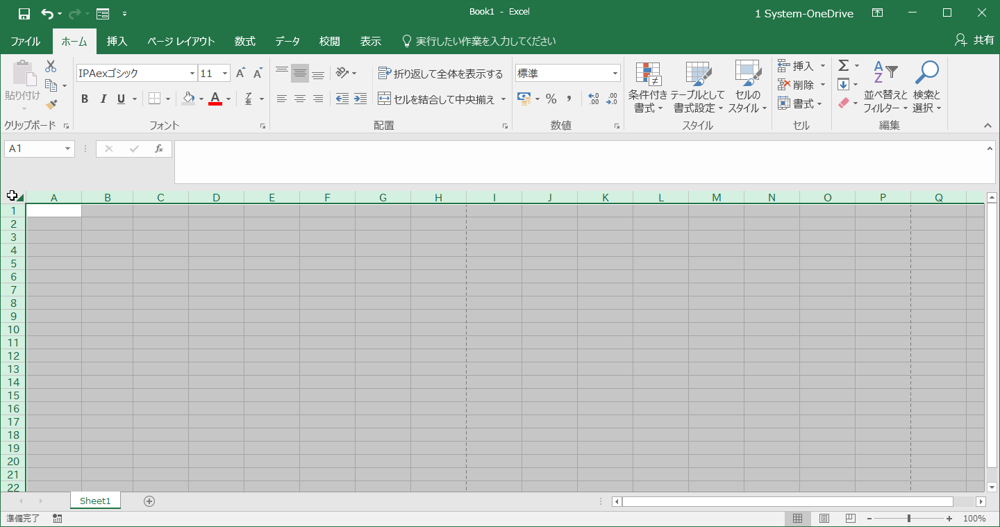 Book1 - Excel
1 System-OneDrive
ファイル ホーム 挿入 ページ レイアウト 数式 データ 校閲 表示 実行したい作業を入力してください 共有
貼り付け
クリップボード
IPAexゴシック 11
B I U A
フォント
折り返して全体を表示する
セルを結合して中央揃え
配置
標準
% ,
数値
条件付き書式
テーブルとして書式設定
セルのスタイル
スタイル
挿入
削除
書式
セル
Σ
並べ替えと
フィルター
検索と
選択
編集
A1
fx
A B C D E F G H I J K L M N O P Q
1
2
3
4
5
6
7
8
9
10
11
12
13
14
15
16
17
18
19
20
21
22
Sheet1
準備完了
100%